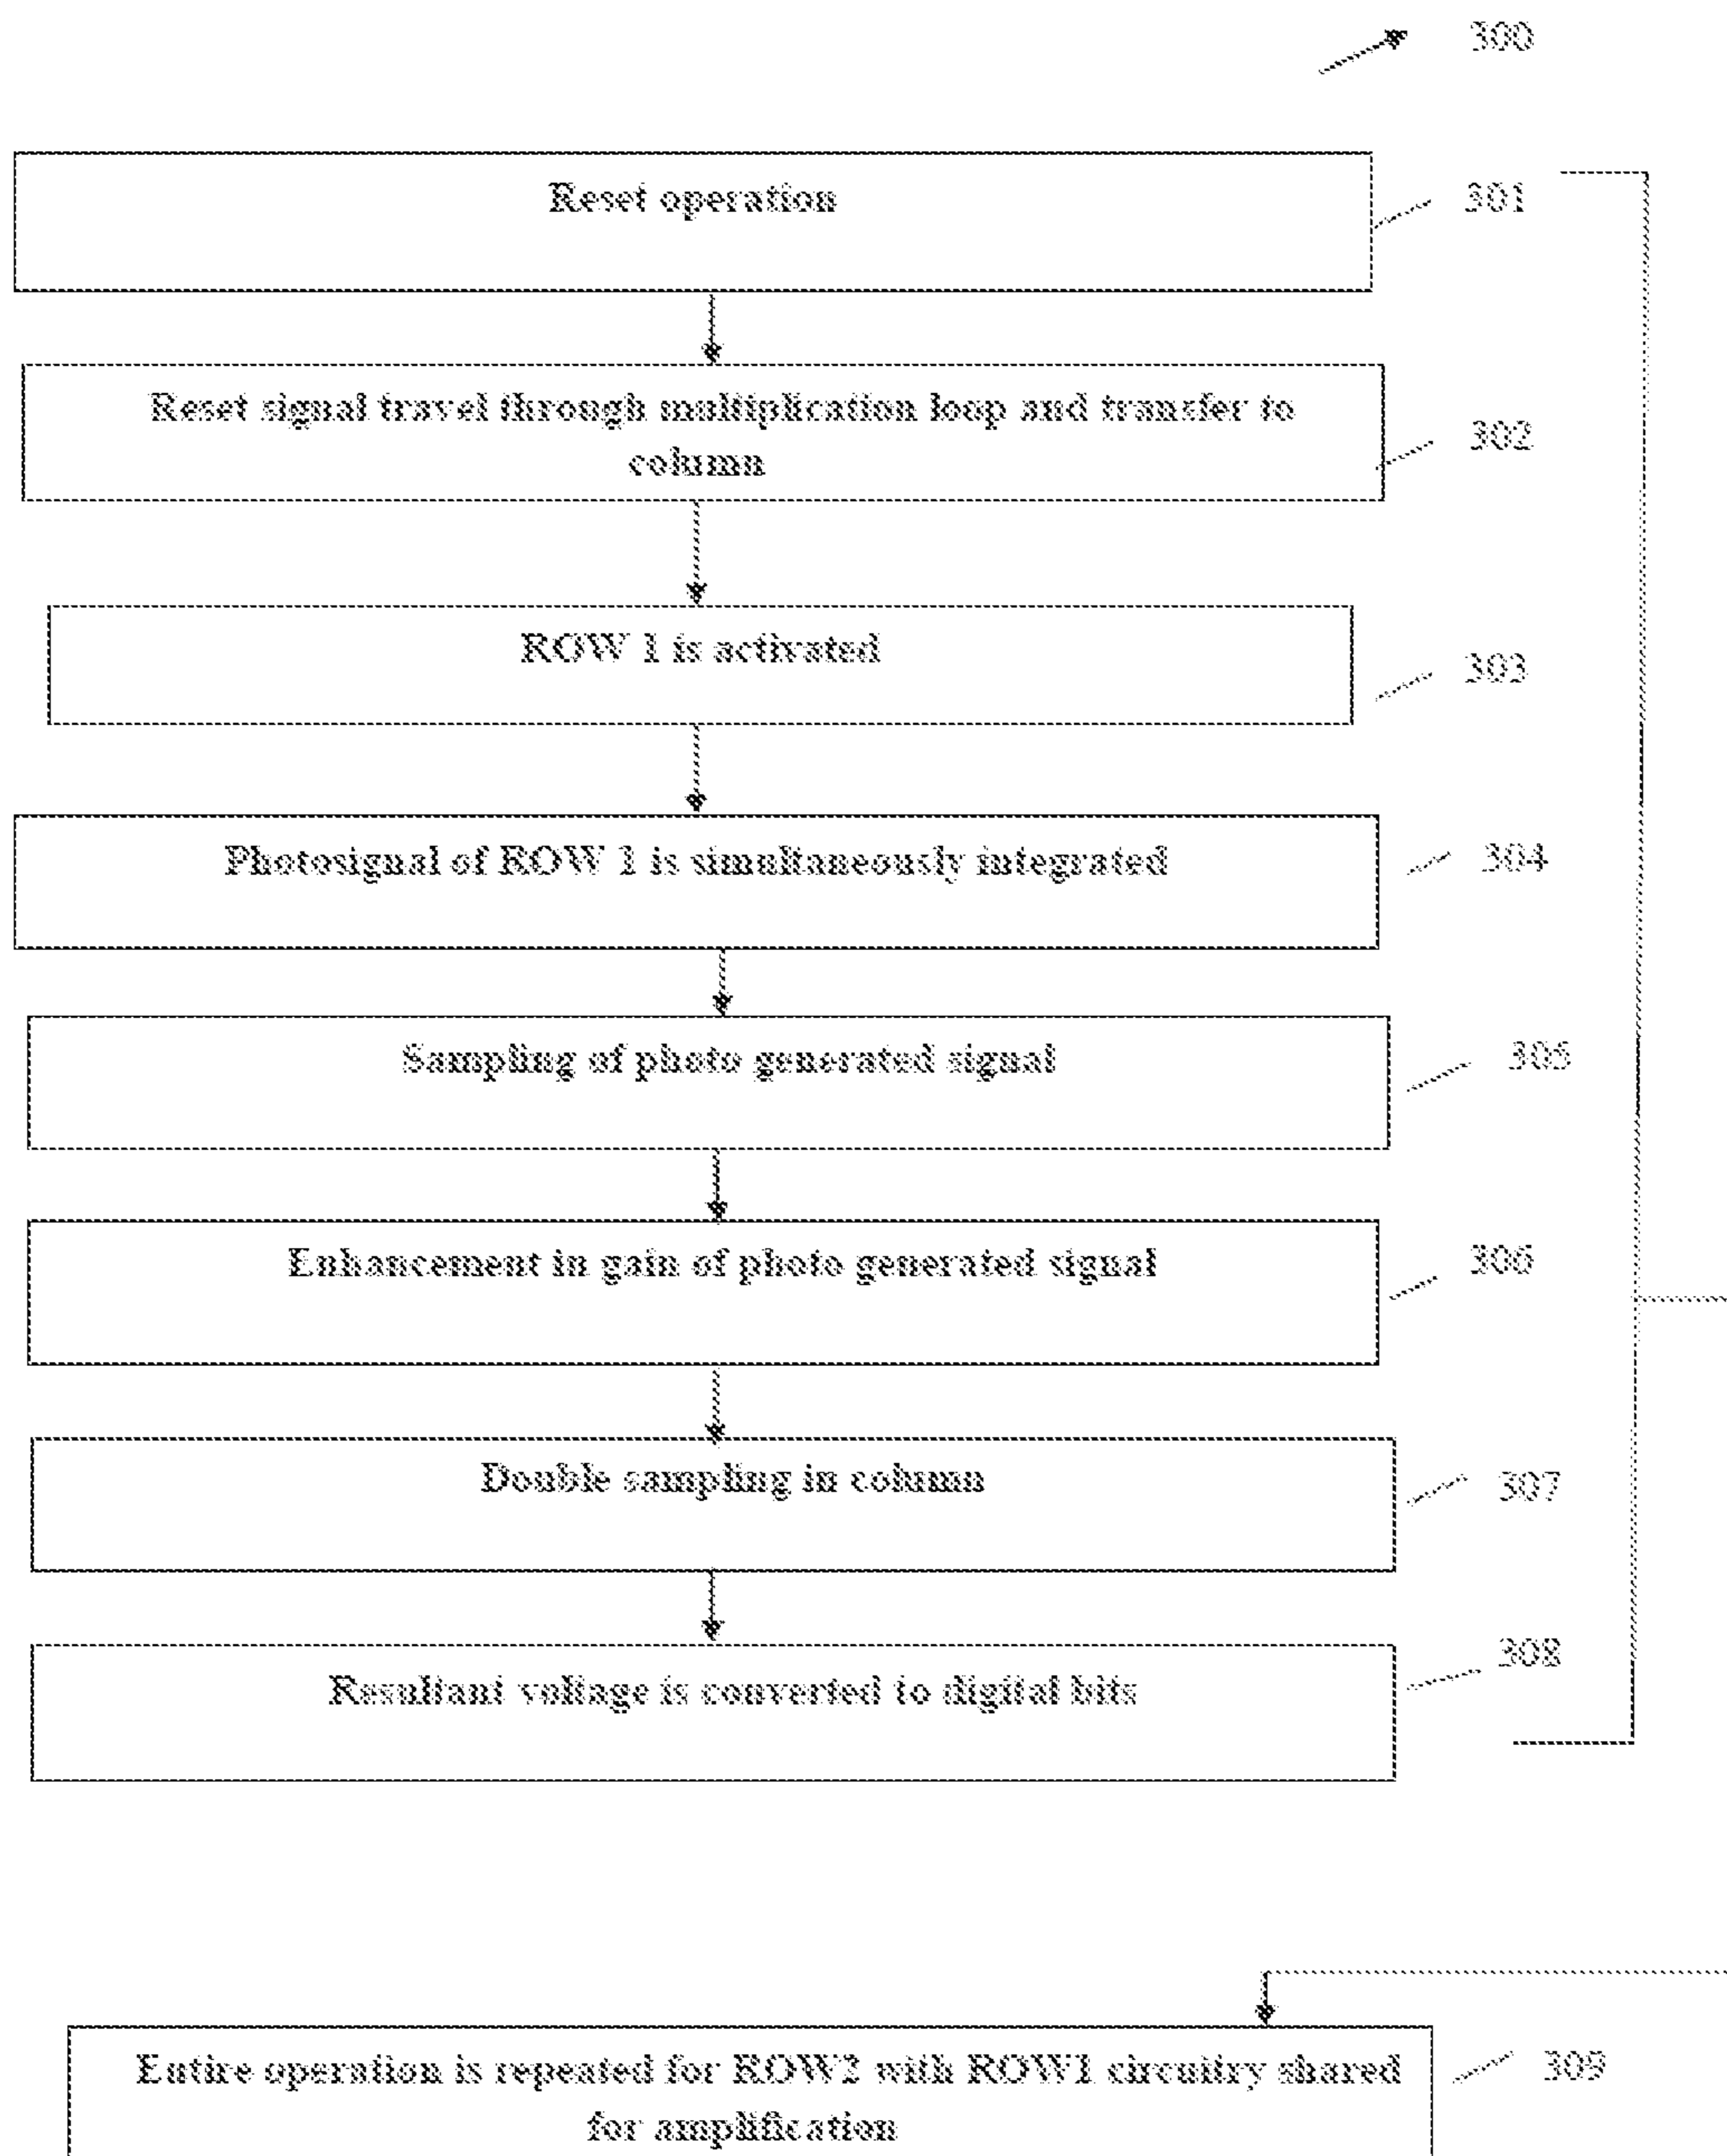 300
Reset operation
301
Reset signal travel through multiplication loop and transfer to
column
302
ROW 1 is activated
303
Photosignal of ROW 1 is simultaneously integrated
304
Sampling of photo generated signal
305
Enhancement in gain of photo generated signal
306
Double sampling in column
307
Resultant voltage is converted to digital bits
308
Entire operation is repeated for ROW2 with ROW1 circuitry shared
for amplification
309